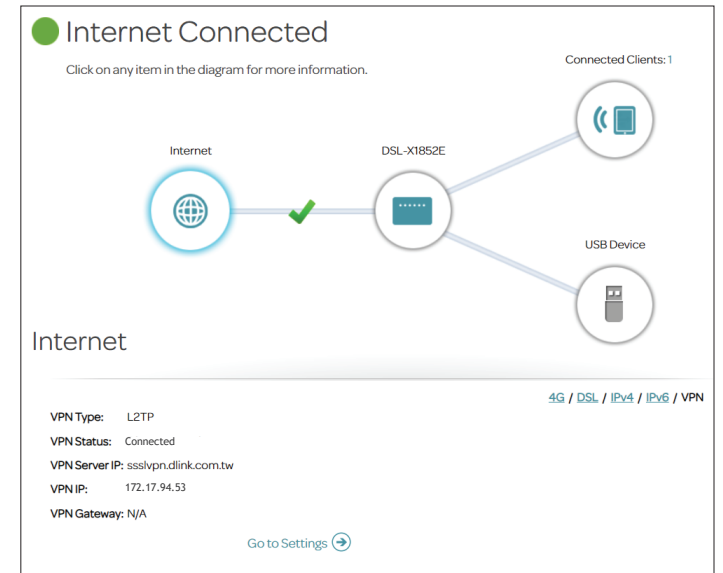 Internet Connected
Click on any item in the diagram for more information.
Connected Clients: 1
Internet
DSL-X1852E
USB Device
Internet
4G / DSL / IPv4 / IPv6 / VPN
VPN Type: L2TP
VPN Status: Connected
VPN Server IP: ssslvpn.dlink.com.tw
VPN IP: 172.17.94.53
VPN Gateway: N/A
Go to Settings